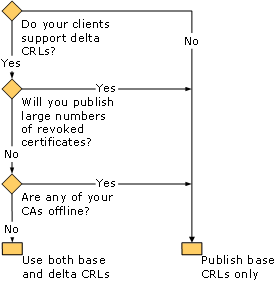 Do your clients
support delta
CRLs?
No
Yes
Yes
Will you publish
large numbers
of revoked
certificates?
No
Yes
Are any of your
CAs offline?
No
Use both base
and delta CRLs
Publish base
CRLs only